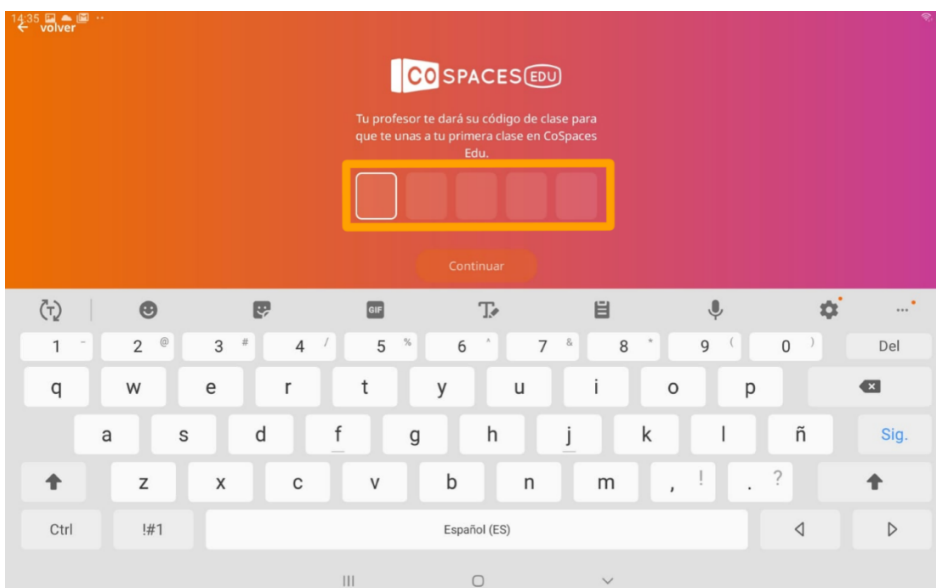 14:35
volver
COSPACES EDU
Tu profesor te dará su código de clase para
que te unas a tu primera clase en CoSpaces
Edu.
Continuar
T GIF T ...
1 - 2 @ 3 # 4 / 5 % 6 ^ 7 & 8 * 9 ( 0 ) Del
q w e r t y u i o p
a s d f g h j k l ñ Sig.
z x c v b n m , ! . ?
Ctrl !#1 Español (ES)